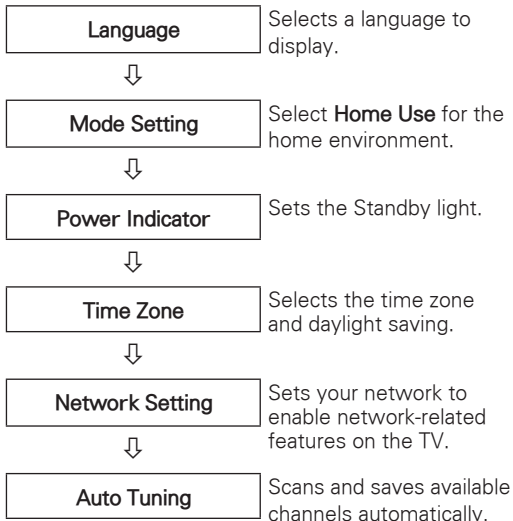 Language
Selects a language to
display.
Mode Setting
Select Home Use for the
home environment.
Power Indicator
Sets the Standby light.
Time Zone
Selects the time zone
and daylight saving.
Network Setting
Sets your network to
enable network-related
features on the TV.
Auto Tuning
Scans and saves available
channels automatically.